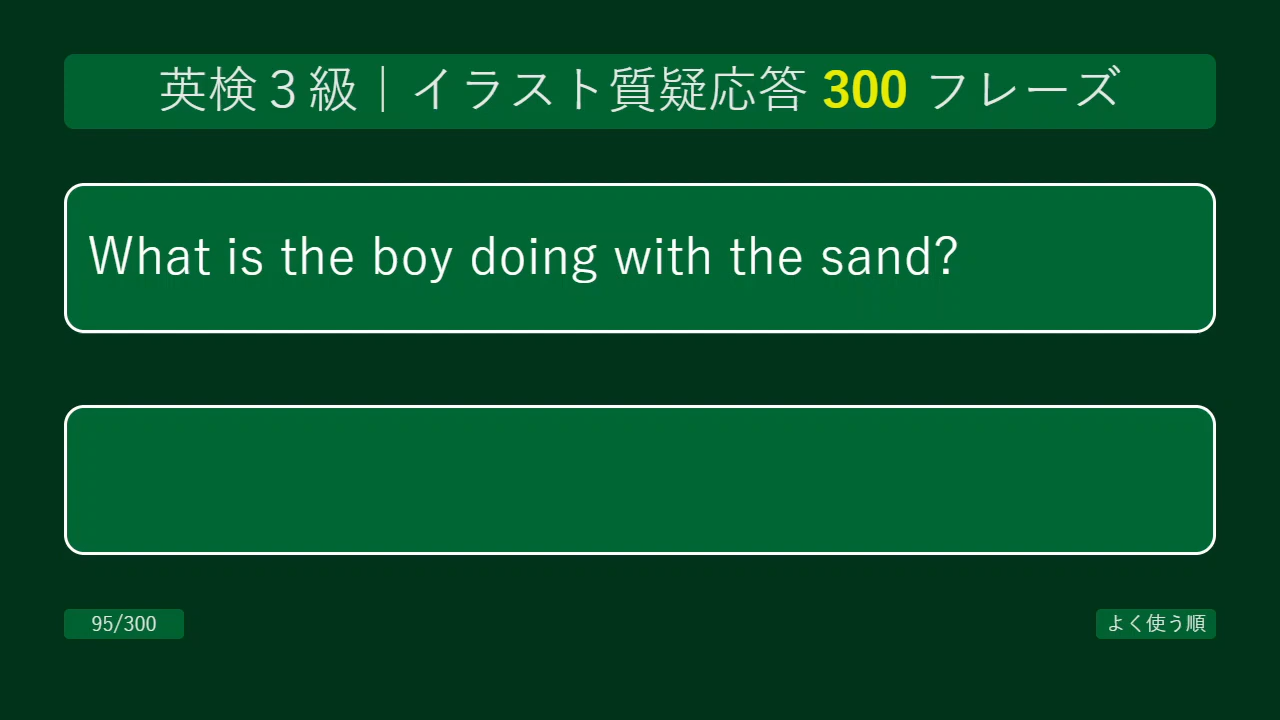 英検３級｜イラスト質疑応答 300 フレーズ
What is the boy doing with the sand?
95/300
よく使う順